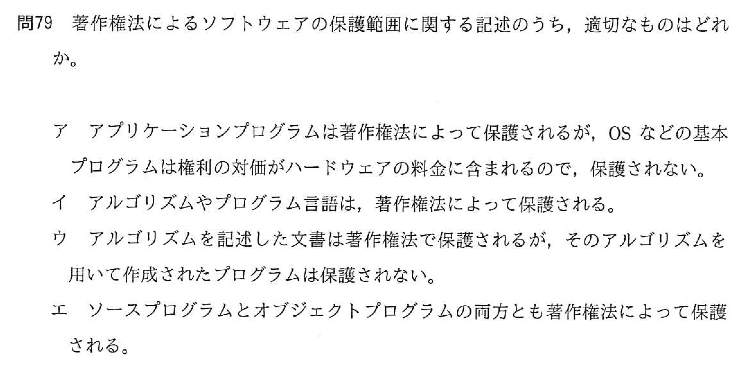 問79 著作権法によるソフトウェアの保護範囲に関する記述のうち，適切なものはどれ
か。
ア アプリケーションプログラムは著作権法によって保護されるが，OS などの基本
プログラムは権利の対価がハードウェアの料金に含まれるので，保護されない。
イ アルゴリズムやプログラム言語は，著作権法によって保護される。
ウ アルゴリズムを記述した文書は著作権法で保護されるが，そのアルゴリズムを
用いて作成されたプログラムは保護されない。
エ ソースプログラムとオブジェクトプログラムの両方とも著作権法によって保護
される。